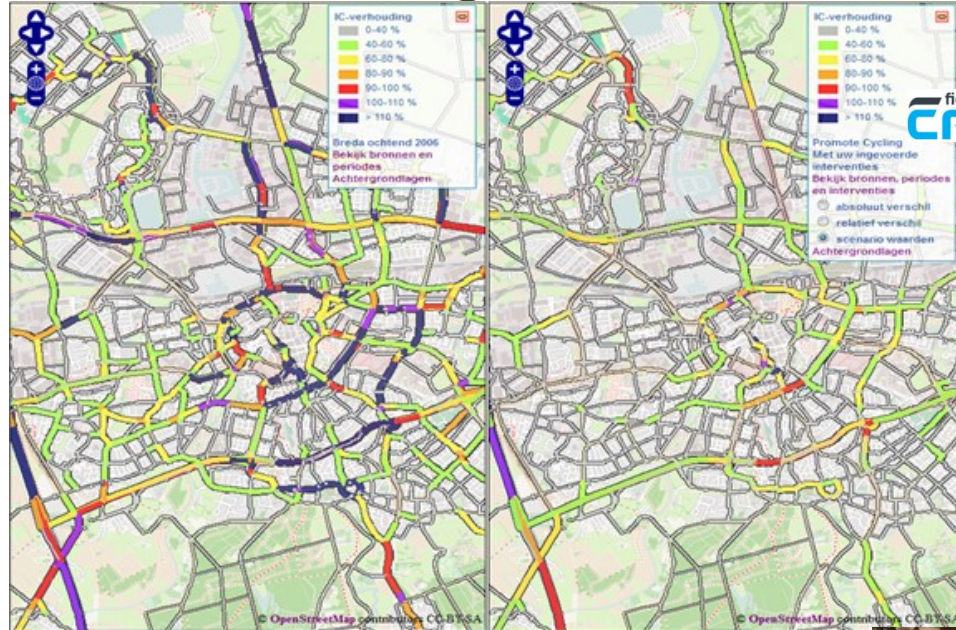 IC-verhouding
0-40 %
40-60 %
60-80 %
80-90 %
90-100 %
100-110 %
> 110 %
Breda ochtend 2006
Bekijk bronnen en
periodes
Achtergrondlagen
© OpenStreetMap contributors CC-BY-SA
IC-verhouding
0-40 %
40-60 %
60-80 %
80-90 %
90-100 %
100-110 %
> 110 %
Promote Cycling
Met uw ingevoerde
interventies
Bekijk bronnen, periodes
en interventies
absoluut verschil
relatief verschil
scenario waarden
Achtergrondlagen
© OpenStreetMap contributors CC-BY-SA